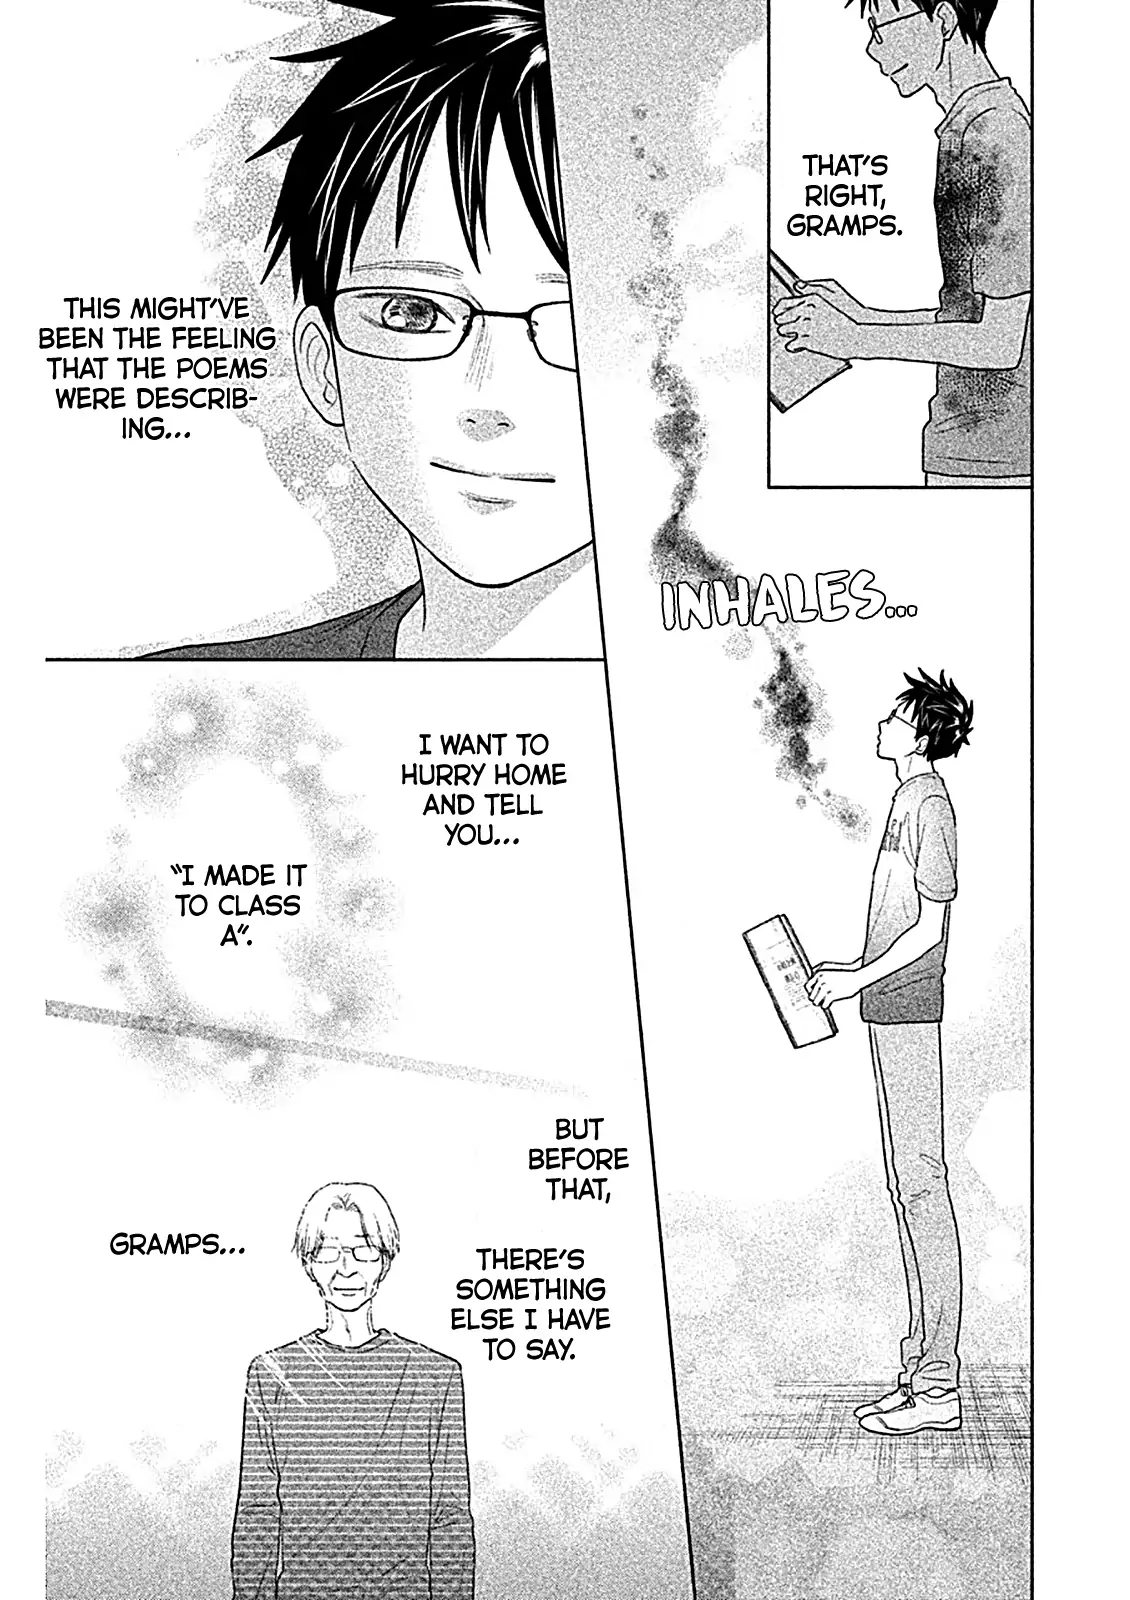 THAT'S
RIGHT,
GRAMPS.
INHALES...
THIS MIGHT'VE
BEEN THE FEELING
THAT THE POEMS
WERE DESCRIB-
ING...
I WANT TO
HURRY HOME
AND TELL
YOU...
"I MADE IT
TO CLASS
A".
BUT
BEFORE
THAT,
THERE'S
SOMETHING
ELSE I HAVE
TO SAY.
GRAMPS...